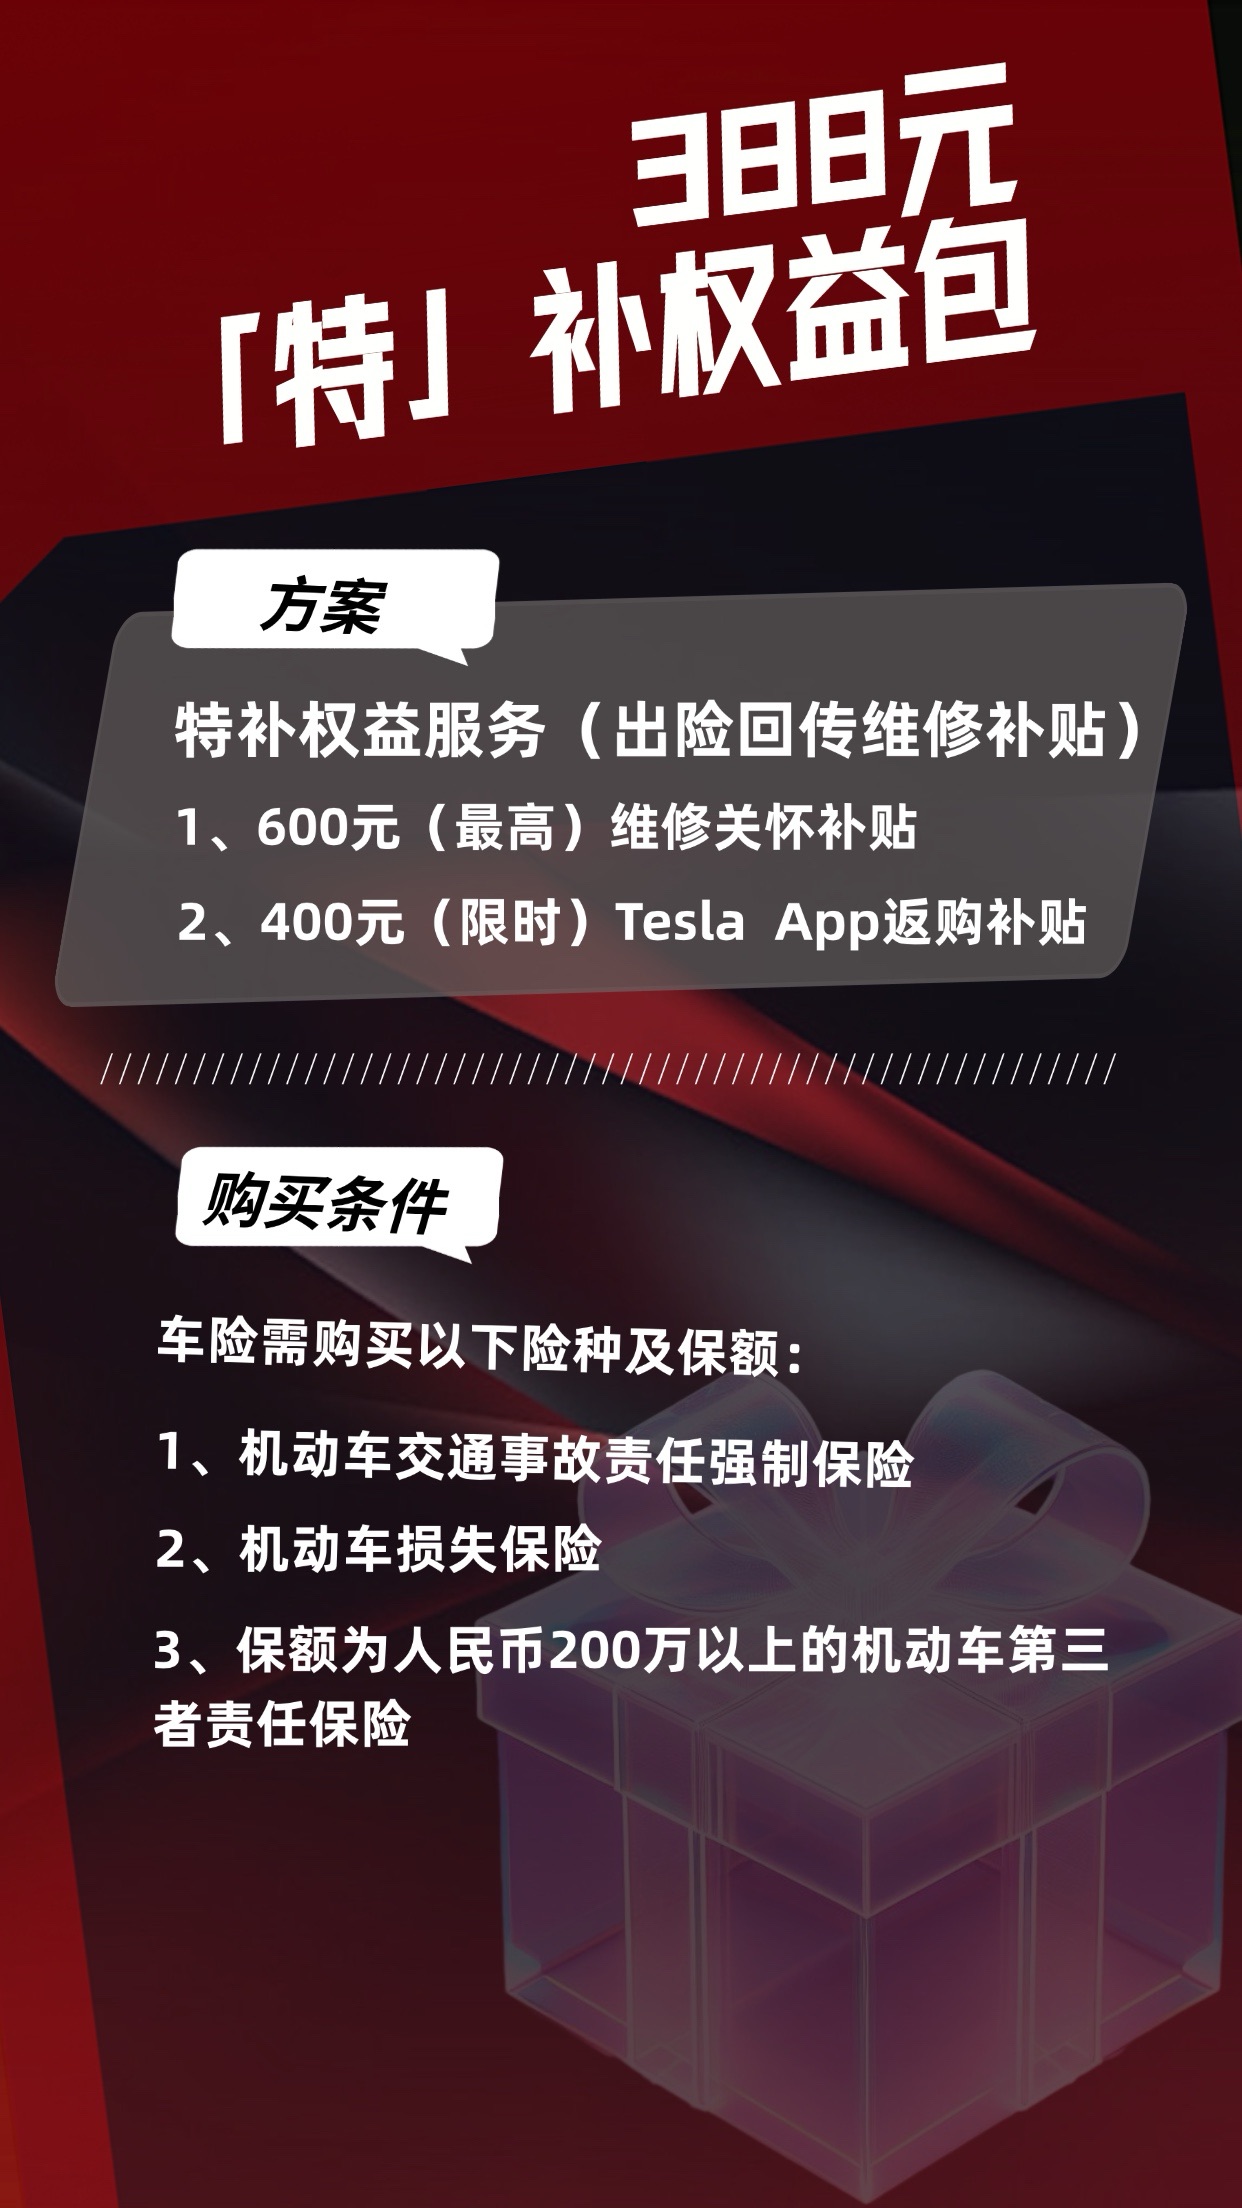 388元
「特」补权益包
方案
特补权益服务（出险回传维修补贴）
1、600元（最高）维修关怀补贴
2、400元（限时）Tesla App返购补贴
购买条件
车险需购买以下险种及保额：
1、机动车交通事故责任强制保险
2、机动车损失保险
3、保额为人民币200万以上的机动车第三
者责任保险